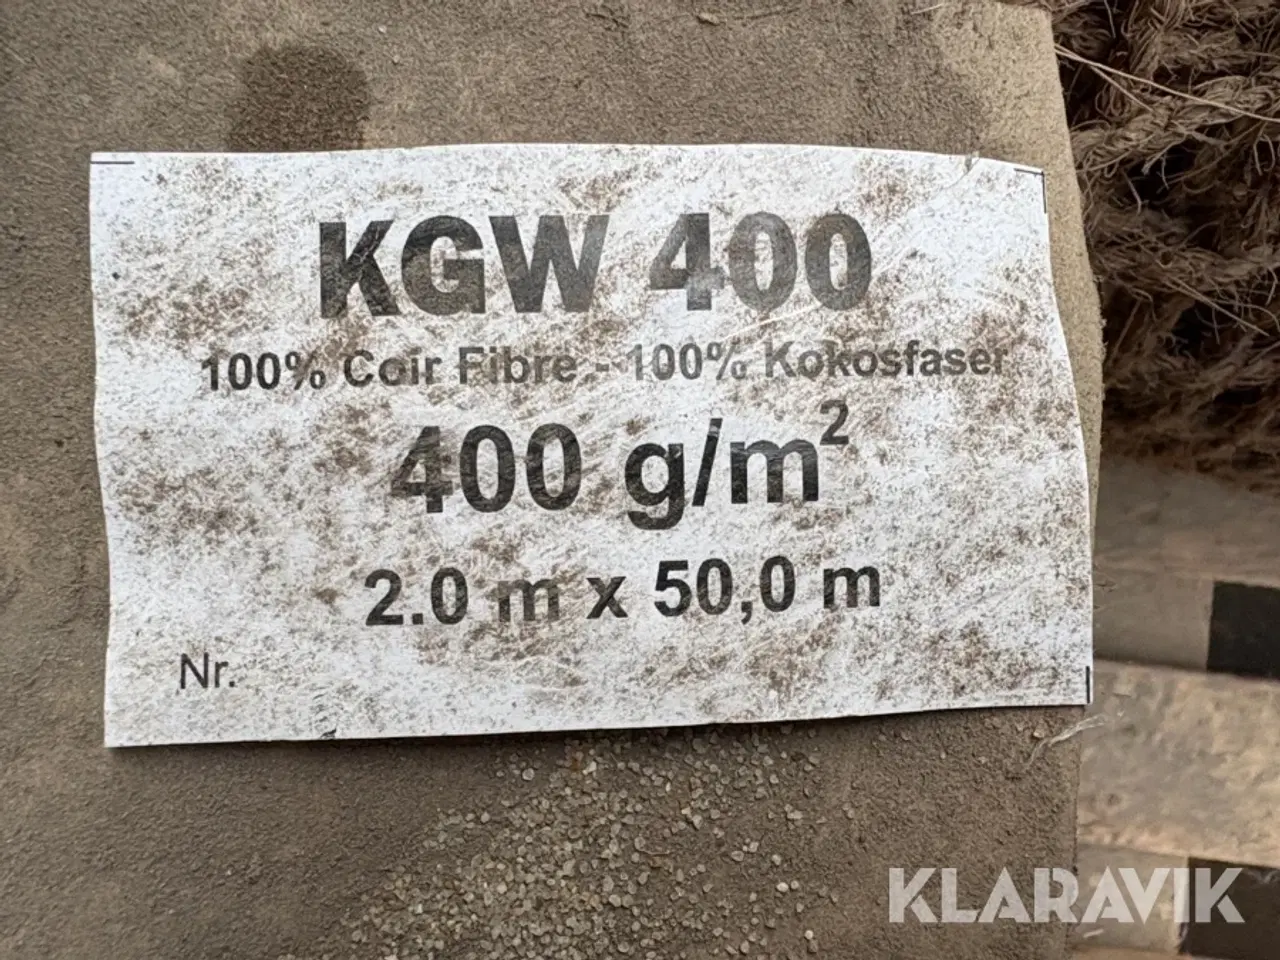 KGW 400
100% Coir Fibre - 100% Kokosfaser
400 g/m²
2.0 m x 50,0 m
Nr.
KLARAVIK